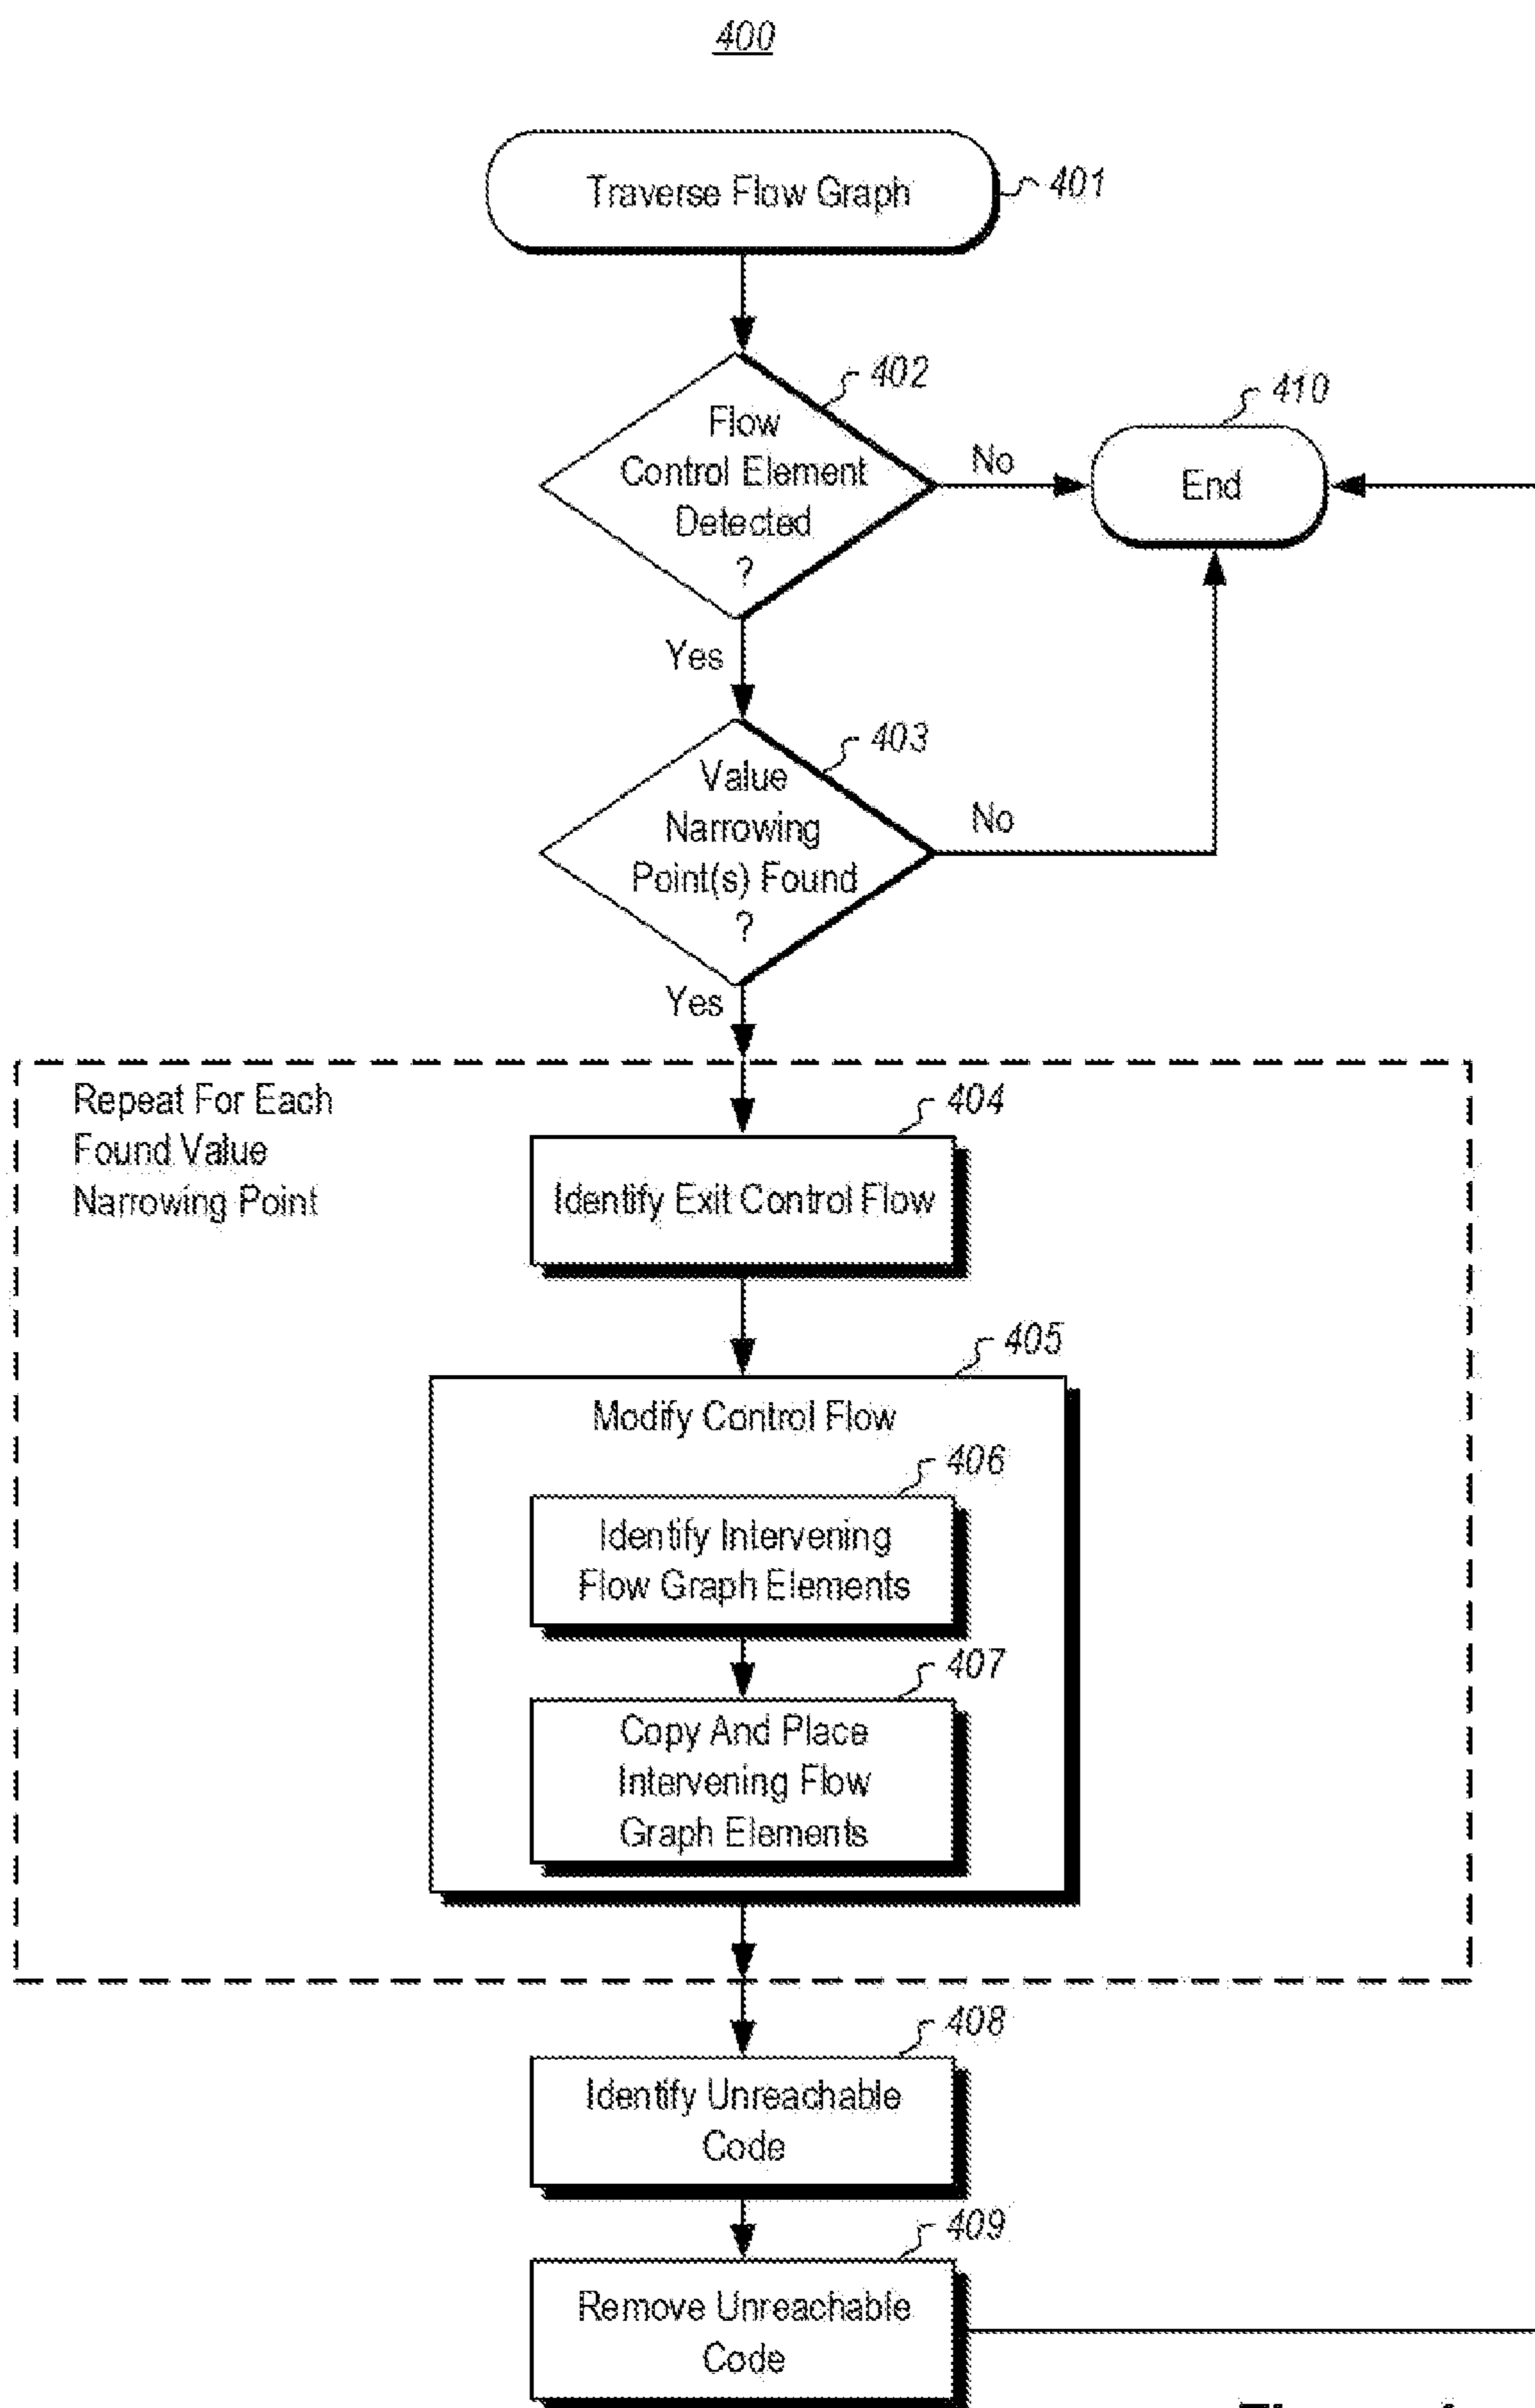 400
Traverse Flow Graph
401
402
Flow
Control Element
Detected
?
No
410
End
Yes
403
Value
Narrowing
Point(s) Found
?
No
Yes
Repeat For Each
Found Value
Narrowing Point
404
Identify Exit Control Flow
405
Modify Control Flow
406
Identify Intervening
Flow Graph Elements
407
Copy And Place
Intervening Flow
Graph Elements
408
Identify Unreachable
Code
409
Remove Unreachable
Code